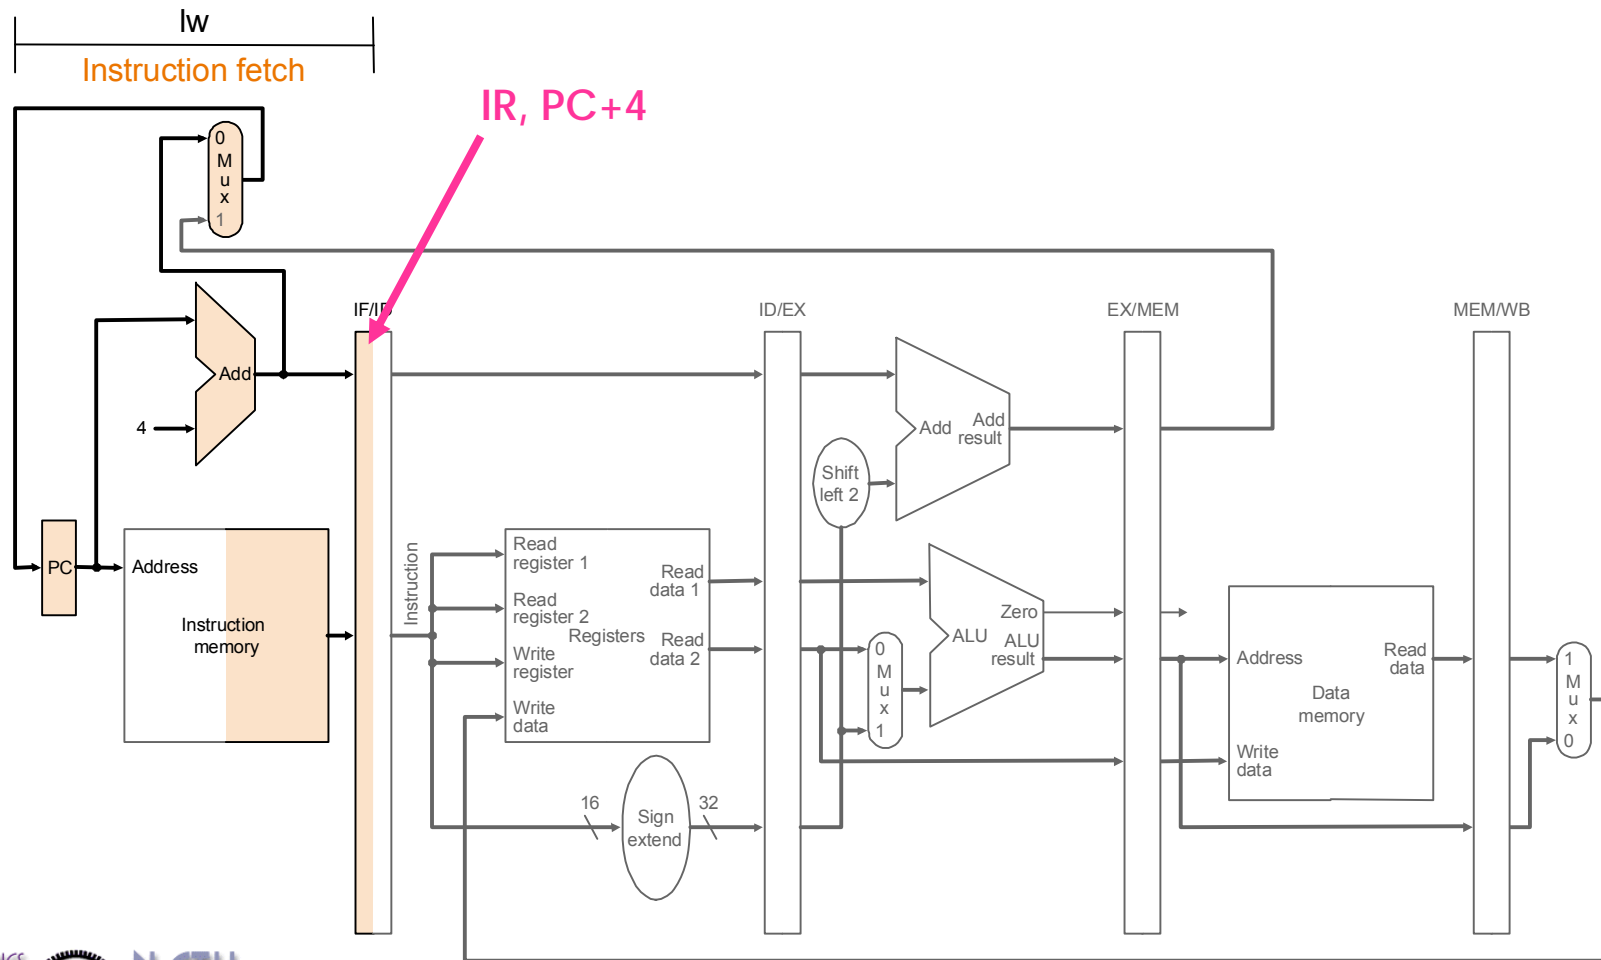 lw
Instruction fetch
IR, PC+4
0
M
u
x
1
IF/ID
ID/EX
EX/MEM
MEM/WB
Add
4
Add
Add
result
Shift
left 2
PC
Address
Instruction
memory
Instruction
Read
register 1
Read
register 2
Write
register
Write
data
Registers
Read
data 1
Read
data 2
0
M
u
x
1
Zero
ALU
ALU
result
Address
Read
data
Data
memory
Write
data
1
M
u
x
0
16
Sign
extend
32